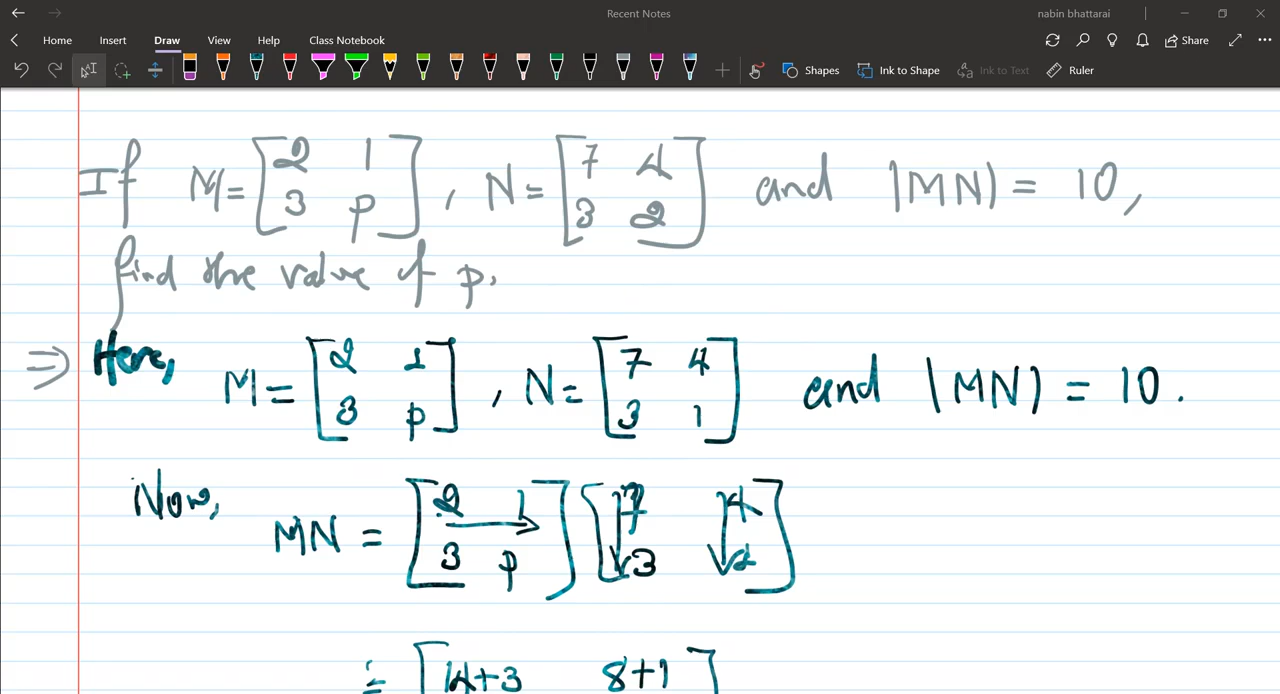 Recent Notes
nabin bhattarai
Home Insert Draw View Help Class Notebook
Share
Shapes Ink to Shape Ink to Text Ruler
If M = [2 1 , N = [7 4 and |MN) = 10,
3 p] 3 2]
find the value of p.
⇒ Here, M = [2 1 , N = [7 4 and |MN) = 10.
3 p] 3 1]
Now, MN = [2 1 [7 4
3 p] 3 2]
= [14+3 8+1]